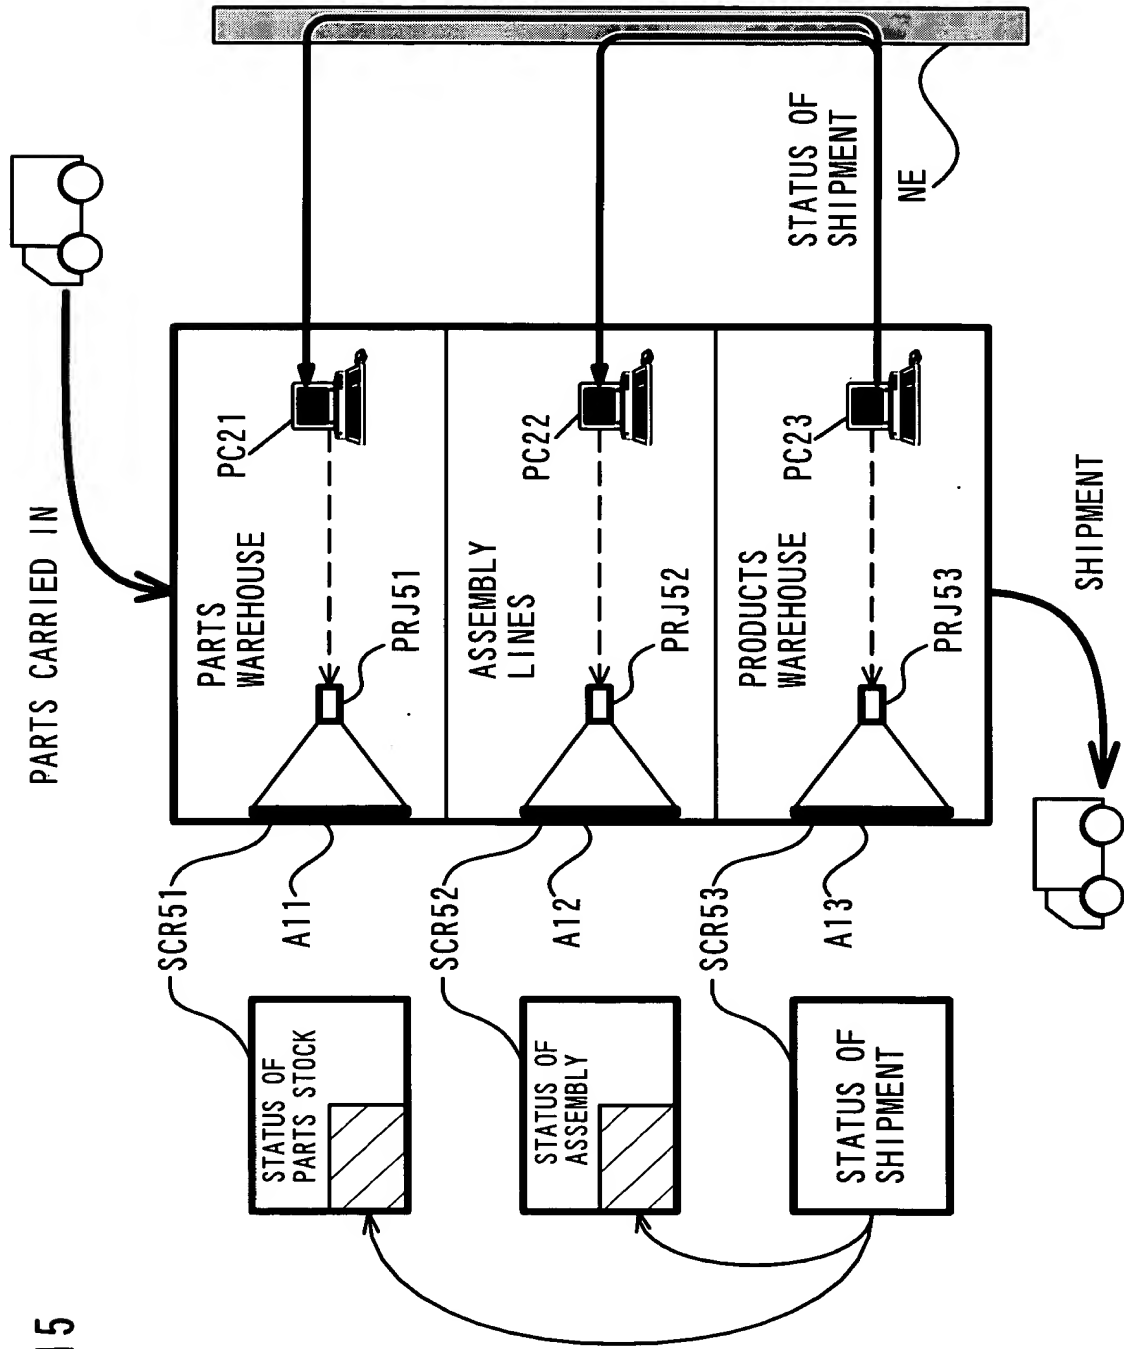 15
PARTS CARRIED IN
PARTS
WAREHOUSE
PC21
PRJ51
SCR51
A11
STATUS OF
PARTS STOCK
ASSEMBLY
LINES
PC22
PRJ52
SCR52
A12
STATUS OF
ASSEMBLY
PRODUCTS
WAREHOUSE
PC23
PRJ53
SCR53
A13
STATUS OF
SHIPMENT
STATUS OF
SHIPMENT
NE
SHIPMENT